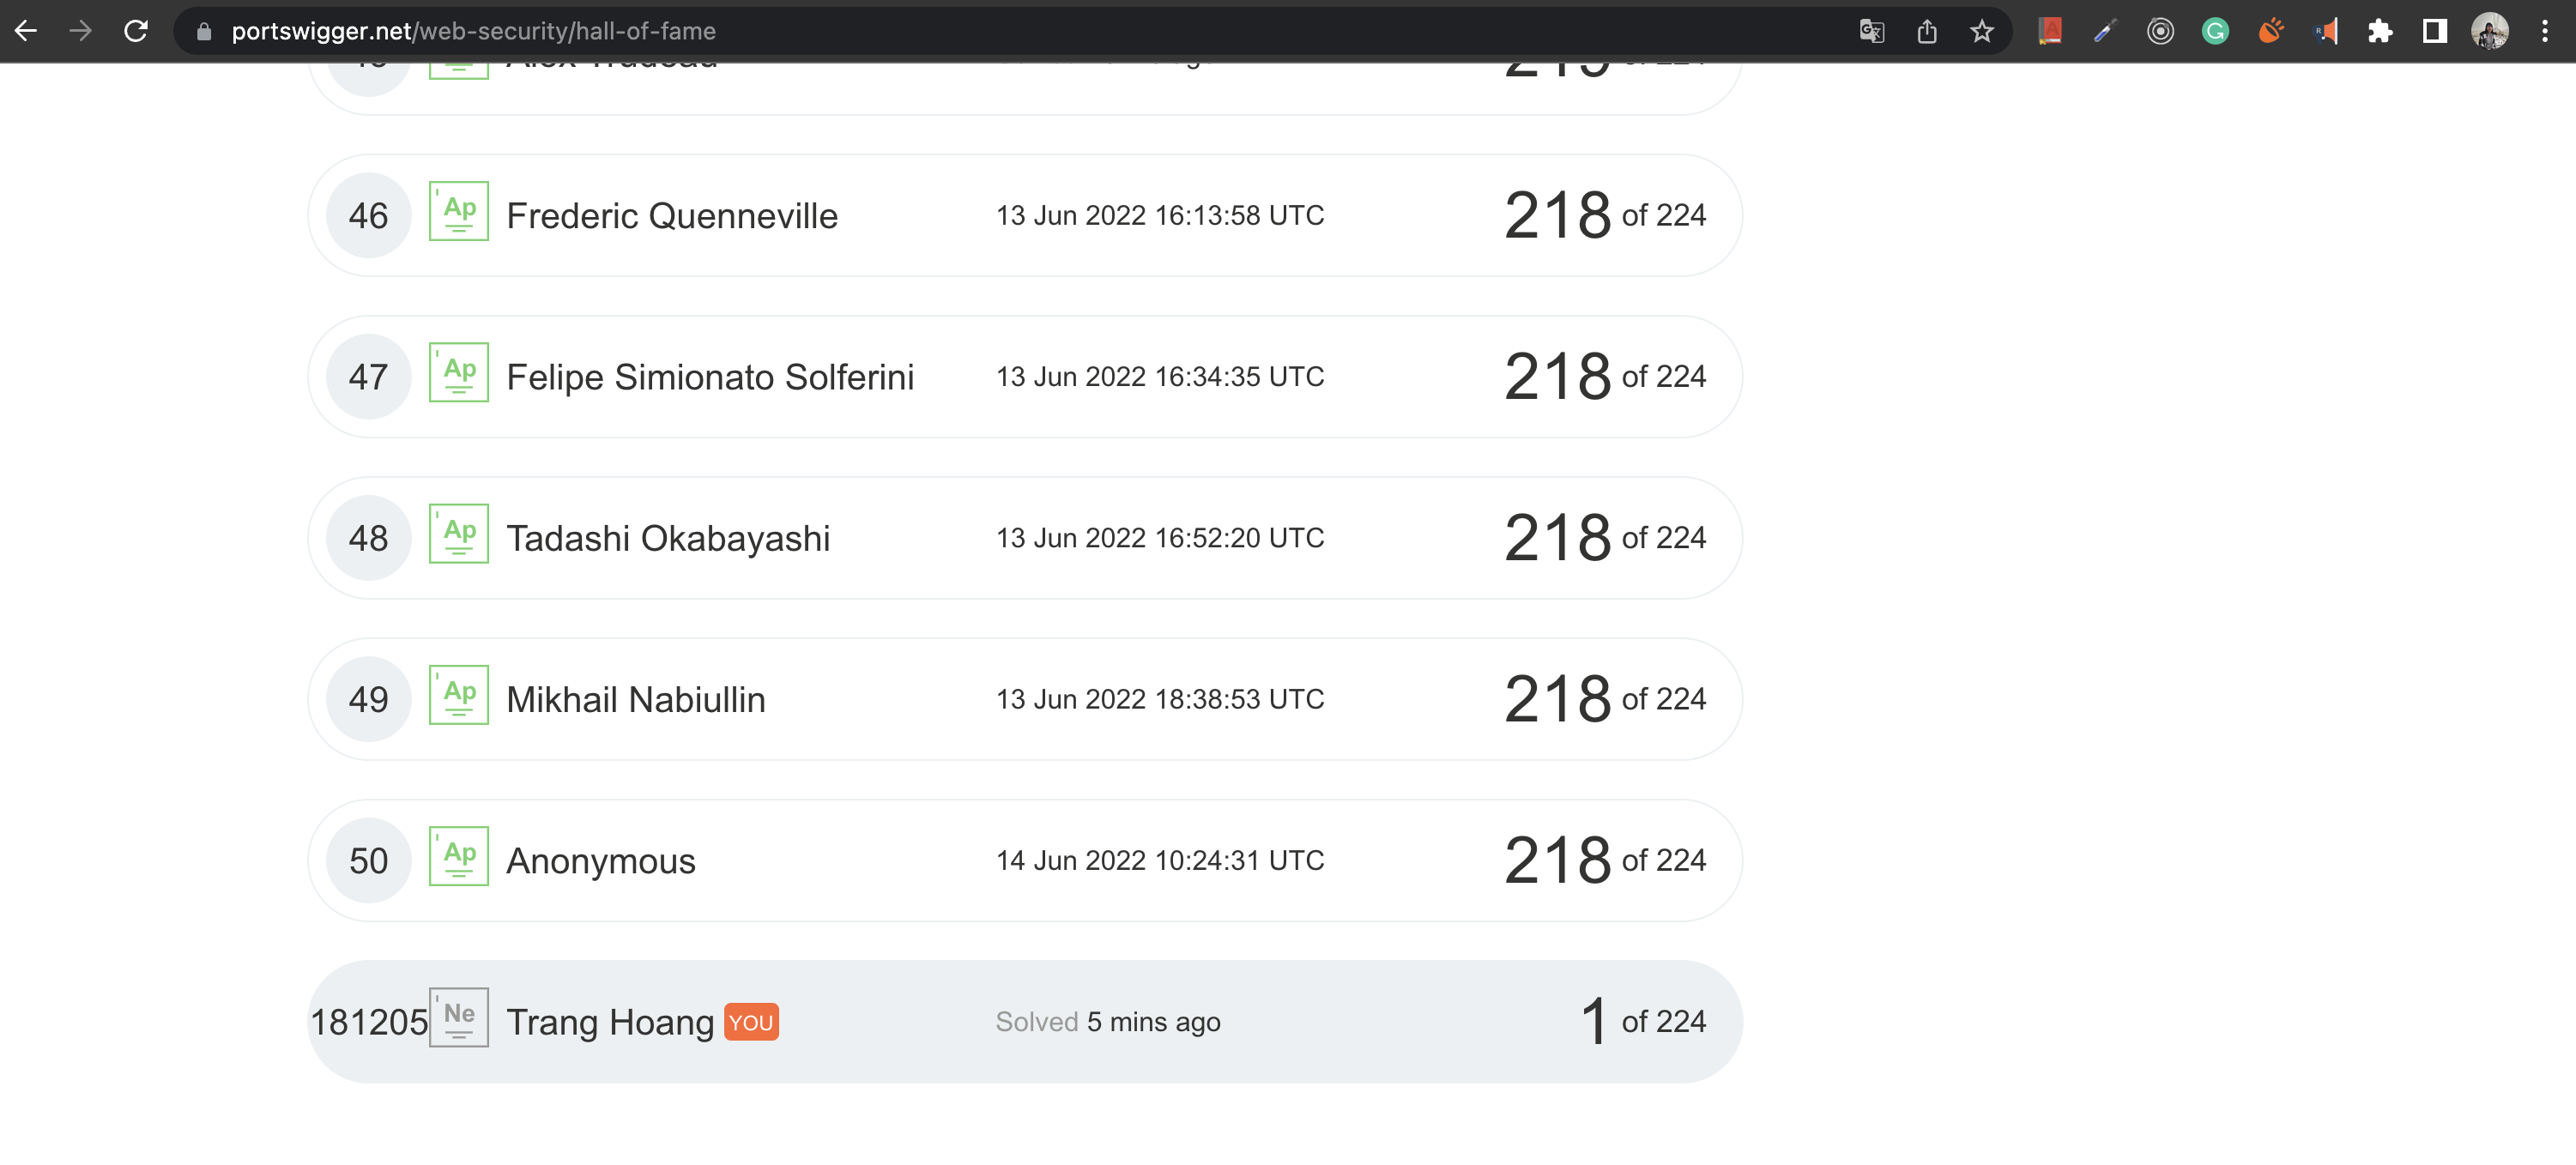 portswigger.net/web-security/hall-of-fame
46 Ap Frederic Quenneville 13 Jun 2022 16:13:58 UTC 218 of 224
47 Ap Felipe Simionato Solferini 13 Jun 2022 16:34:35 UTC 218 of 224
48 Ap Tadashi Okabayashi 13 Jun 2022 16:52:20 UTC 218 of 224
49 Ap Mikhail Nabiullin 13 Jun 2022 18:38:53 UTC 218 of 224
50 Ap Anonymous 14 Jun 2022 10:24:31 UTC 218 of 224
181205 Ne Trang Hoang YOU Solved 5 mins ago 1 of 224